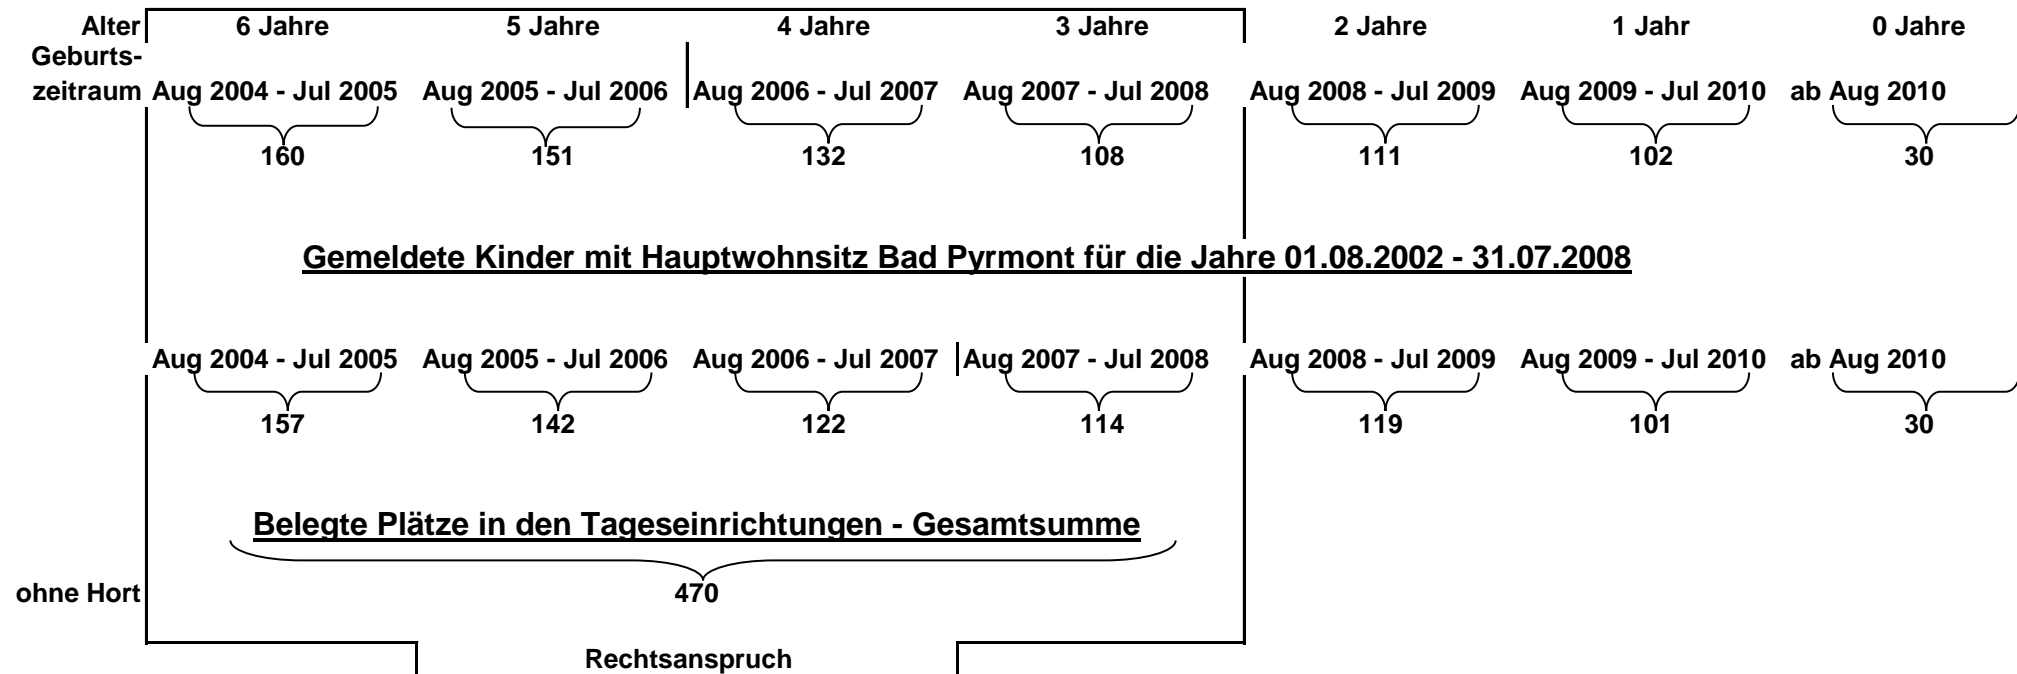 Alter 6 Jahre 5 Jahre 4 Jahre 3 Jahre 2 Jahre 1 Jahr 0 Jahre
Geburts-
zeitraum Aug 2004 - Jul 2005 Aug 2005 - Jul 2006 Aug 2006 - Jul 2007 Aug 2007 - Jul 2008 Aug 2008 - Jul 2009 Aug 2009 - Jul 2010 ab Aug 2010
160 151 132 108 111 102 30
Gemeldete Kinder mit Hauptwohnsitz Bad Pyrmont für die Jahre 01.08.2002 - 31.07.2008
Aug 2004 - Jul 2005 Aug 2005 - Jul 2006 Aug 2006 - Jul 2007 Aug 2007 - Jul 2008 Aug 2008 - Jul 2009 Aug 2009 - Jul 2010 ab Aug 2010
157 142 122 114 119 101 30
Belegte Plätze in den Tageseinrichtungen - Gesamtsumme
ohne Hort 470
Rechtsanspruch